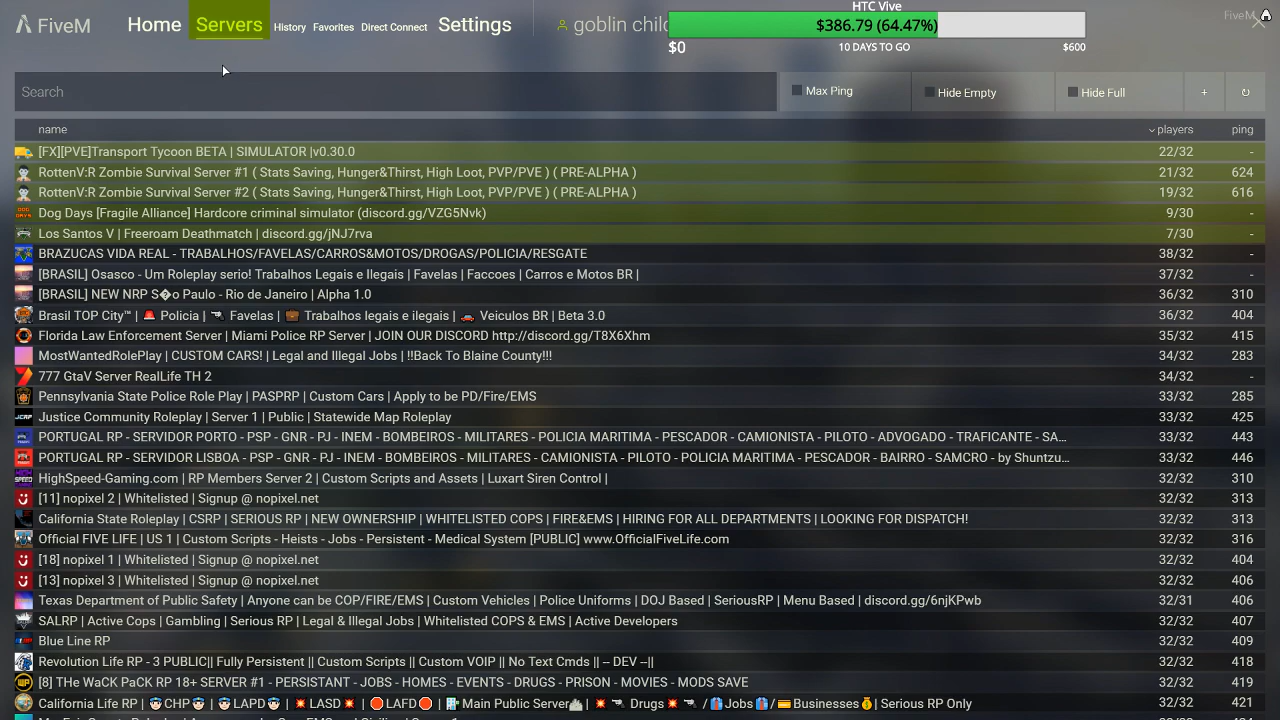 FiveM Home Servers History Favorites Direct Connect Settings goblin chil
HTC Vive
$386.79 (64.47%)
$0 10 DAYS TO GO $600
FiveM
Search Max Ping Hide Empty Hide Full +
name players ping
[FX][PVE]Transport Tycoon BETA | SIMULATOR |v0.30.0 22/32 -
RottenV:R Zombie Survival Server #1 ( Stats Saving, Hunger&Thirst, High Loot, PVP/PVE ) ( PRE-ALPHA ) 21/32 624
RottenV:R Zombie Survival Server #2 ( Stats Saving, Hunger&Thirst, High Loot, PVP/PVE ) ( PRE-ALPHA ) 19/32 616
Dog Days [Fragile Alliance] Hardcore criminal simulator (discord.gg/VZG5Nvk) 9/30 -
Los Santos V | Freeroam Deathmatch | discord.gg/jNJ7rva 7/30 -
BRAZUCAS VIDA REAL - TRABALHOS/FAVELAS/CARROS&MOTOS/DROGAS/POLICIA/RESGATE 38/32 -
[BRASIL] Osasco - Um Roleplay serio! Trabalhos Legais e Ilegais | Favelas | Faccoes | Carros e Motos BR | 37/32 -
[BRASIL] NEW NRP S�o Paulo - Rio de Janeiro | Alpha 1.0 36/32 310
Brasil TOP City™ | 🚨 Policia | 🔫 Favelas | 💼 Trabalhos legais e ilegais | 🚗 Veiculos BR | Beta 3.0 36/32 404
Florida Law Enforcement Server | Miami Police RP Server | JOIN OUR DISCORD http://discord.gg/T8X6Xhm 35/32 415
MostWantedRolePlay | CUSTOM CARS! | Legal and Illegal Jobs | !!Back To Blaine County!!! 34/32 283
777 GtaV Server RealLife TH 2 34/32 -
Pennsylvania State Police Role Play | PASPRP | Custom Cars | Apply to be PD/Fire/EMS 33/32 285
JCRP Justice Community Roleplay | Server 1 | Public | Statewide Map Roleplay 33/32 425
PORTUGAL RP - SERVIDOR PORTO - PSP - GNR - PJ - INEM - BOMBEIROS - MILITARES - POLICIA MARITIMA - PESCADOR - CAMIONISTA - PILOTO - ADVOGADO - TRAFICANTE - SA... 33/32 443
PORTUGAL RP - SERVIDOR LISBOA - PSP - GNR - PJ - INEM - BOMBEIROS - MILITARES - CAMIONISTA - PILOTO - POLICIA MARITIMA - PESCADOR - BAIRRO - SAMCRO - by Shuntzu... 33/32 446
HighSpeed-Gaming.com | RP Members Server 2 | Custom Scripts and Assets | Luxart Siren Control | 32/32 310
[11] nopixel 2 | Whitelisted | Signup @ nopixel.net 32/32 313
California State Roleplay | CSRP | SERIOUS RP | NEW OWNERSHIP | WHITELISTED COPS | FIRE&EMS | HIRING FOR ALL DEPARTMENTS | LOOKING FOR DISPATCH! 32/32 313
Official FIVE LIFE | US 1 | Custom Scripts - Heists - Jobs - Persistent - Medical System [PUBLIC] www.OfficialFiveLife.com 32/32 316
[18] nopixel 1 | Whitelisted | Signup @ nopixel.net 32/32 404
[13] nopixel 3 | Whitelisted | Signup @ nopixel.net 32/32 406
Texas Department of Public Safety | Anyone can be COP/FIRE/EMS | Custom Vehicles | Police Uniforms | DOJ Based | SeriousRP | Menu Based | discord.gg/6njKPwb 32/31 406
SALRP | Active Cops | Gambling | Serious RP | Legal & Illegal Jobs | Whitelisted COPS & EMS | Active Developers 32/32 407
Blue Line RP 32/32 409
Revolution Life RP - 3 PUBLIC|| Fully Persistent || Custom Scripts || Custom VOIP || No Text Cmds || -- DEV --|| 32/32 418
[8] THe WaCK PaCK RP 18+ SERVER #1 - PERSISTANT - JOBS - HOMES - EVENTS - DRUGS - PRISON - MOVIES - MODS SAVE 32/32 419
California Life RP | 👮CHP👮 | 👮LAPD👮 | 💥LASD💥 | 🛑LAFD🛑 | 🏥Main Public Server | 💥🔫 Drugs💥🔫 / 👔Jobs👔/💳Businesses💰| Serious RP Only 32/32 421